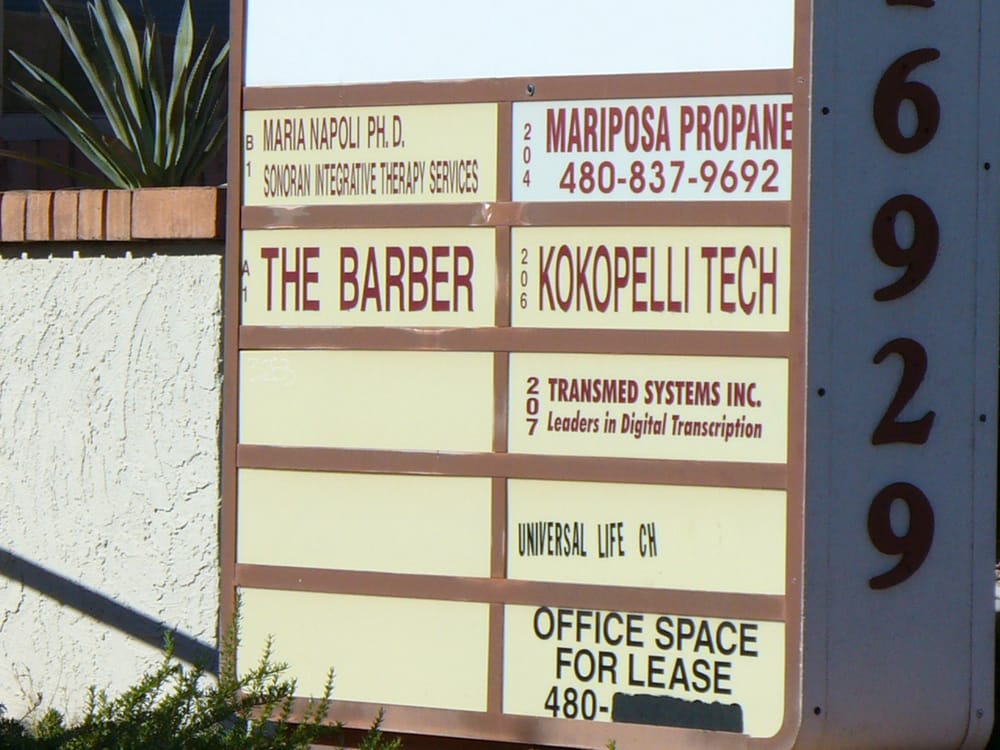 B1
MARIA NAPOLI PH. D.
SONORAN INTEGRATIVE THERAPY SERVICES
204
MARIPOSA PROPANE
480-837-9692
A1
THE BARBER
206
KOKOPELLI TECH
207
TRANSMED SYSTEMS INC.
Leaders in Digital Transcription
UNIVERSAL LIFE CH
OFFICE SPACE
FOR LEASE
480-
6929